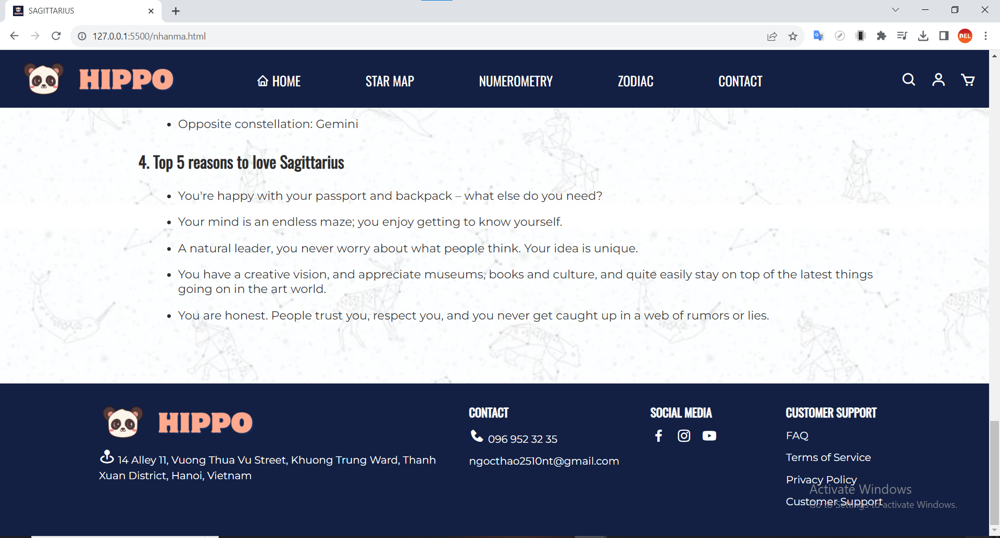 SAGITTARIUS
127.0.0.1:5500/nhanma.html
DEL
HIPPO
HOME
STAR MAP
NUMEROMETRY
ZODIAC
CONTACT
• Opposite constellation: Gemini
4. Top 5 reasons to love Sagittarius
• You're happy with your passport and backpack – what else do you need?
• Your mind is an endless maze; you enjoy getting to know yourself.
• A natural leader, you never worry about what people think. Your idea is unique.
• You have a creative vision, and appreciate museums, books and culture, and quite easily stay on top of the latest things
going on in the art world.
• You are honest. People trust you, respect you, and you never get caught up in a web of rumors or lies.
HIPPO
14 Alley 11, Vuong Thua Vu Street, Khuong Trung Ward, Thanh
Xuan District, Hanoi, Vietnam
CONTACT
096 952 32 35
ngocthao2510nt@gmail.com
SOCIAL MEDIA
CUSTOMER SUPPORT
FAQ
Terms of Service
Privacy Policy
Customer Support
Activate Windows
Go to Settings to activate Windows.